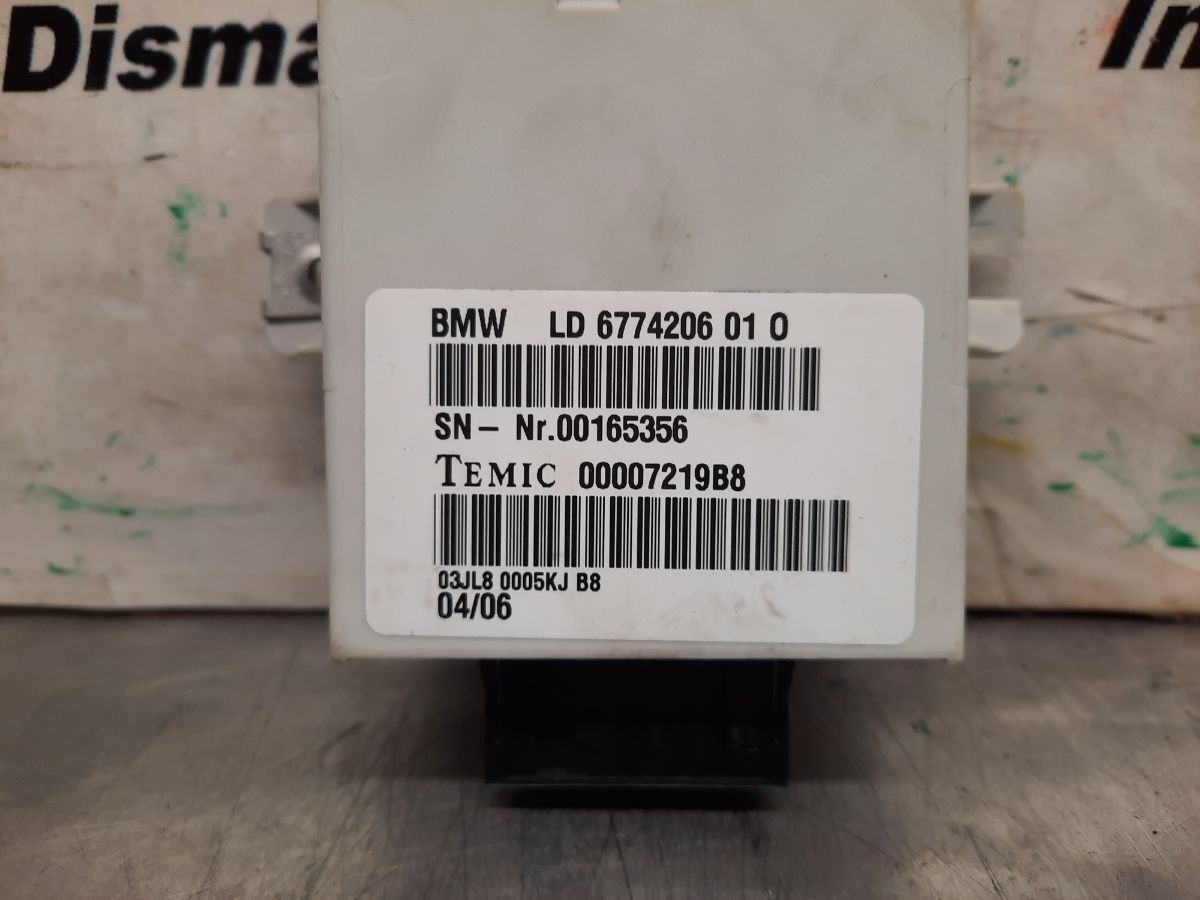 Disma
In
BMW LD 6774206 01 0
SN- Nr.00165356
TEMIC 00007219B8
03JL8 0005KJ B8
04/06